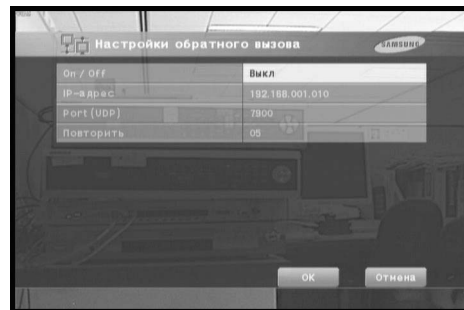 Настройки обратного вызова
SAMSUNG
On / Off Выкл
IP-адрес 192.168.001.010
Port(UDP) 7900
Повторить 05
ОК Отмена